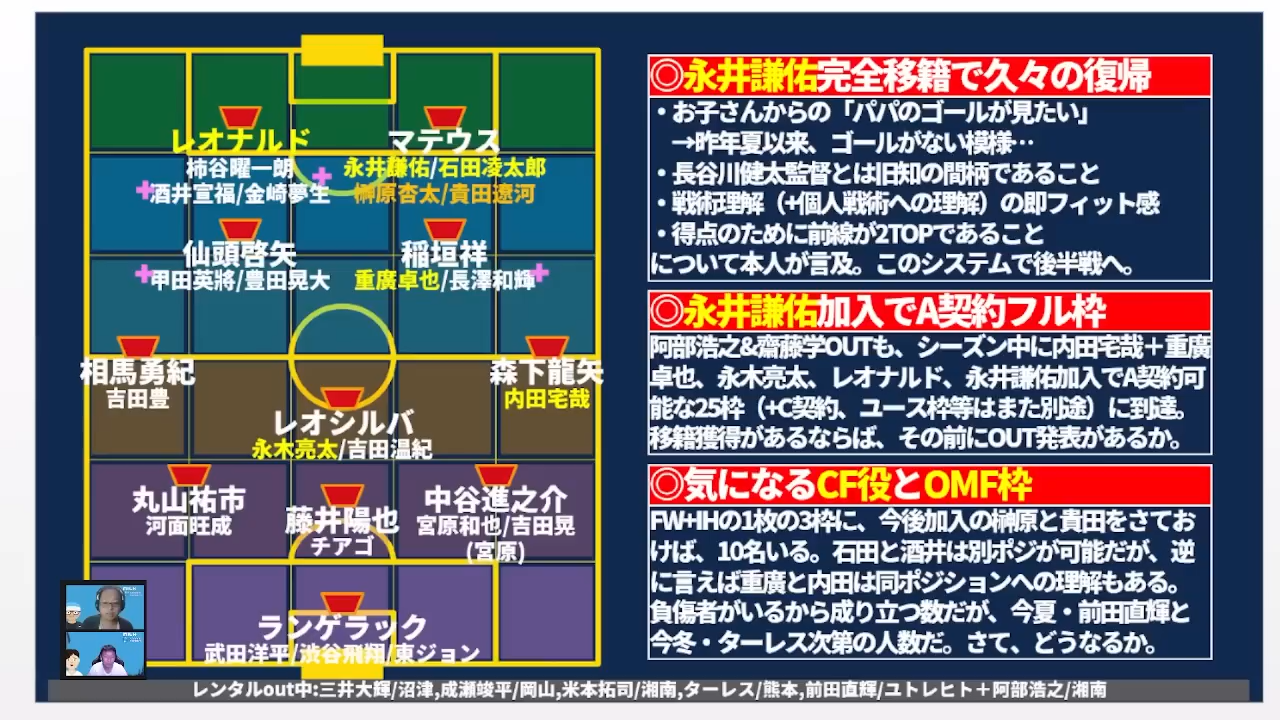 レオナルド マテウス
柿谷曜一朗 永井謙佑/石田凌太郎
酒井宣福/金崎夢生 榊原杏太/貴田遼河
仙頭啓矢 稲垣祥
甲田英將/豊田晃大 重廣卓也/長澤和輝
相馬勇紀 森下龍矢
吉田豊 内田宅哉
レオシルバ
永木亮太/吉田温紀
丸山祐市 藤井陽也 中谷進之介
河面旺成 チアゴ 宮原和也/吉田晃
(宮原)
ランゲラック
武田洋平/渋谷飛翔/東ジョン
◎永井謙佑完全移籍で久々の復帰
・お子さんからの「パパのゴールが見たい」
→昨年夏以来、ゴールがない模様…
・長谷川健太監督とは旧知の間柄であること
・戦術理解（+個人戦術への理解）の即フィット感
・得点のために前線が2TOPであること
について本人が言及。このシステムで後半戦へ。
◎永井謙佑加入でA契約フル枠
阿部浩之&齋藤学OUTも、シーズン中に内田宅哉＋重廣
卓也、永木亮太、レオナルド、永井謙佑加入でA契約可
能な25枠（+C契約、ユース枠等はまた別途）に到達。
移籍獲得があるならば、その前にOUT発表があるか。
◎気になるCF役とOMF枠
FW+IHの1枚の3枠に、今後加入の榊原と貴田をさてお
けば、10名いる。石田と酒井は別ポジが可能だが、逆
に言えば重廣と内田は同ポジションへの理解もある。
負傷者がいるから成り立つ数だが、今夏・前田直輝と
今冬・ターレス次第の人数だ。さて、どうなるか。
レンタルout中:三井大輝/沼津,成瀬竣平/岡山,米本拓司/湘南,ターレス/熊本,前田直輝/ユトレヒト＋阿部浩之/湘南